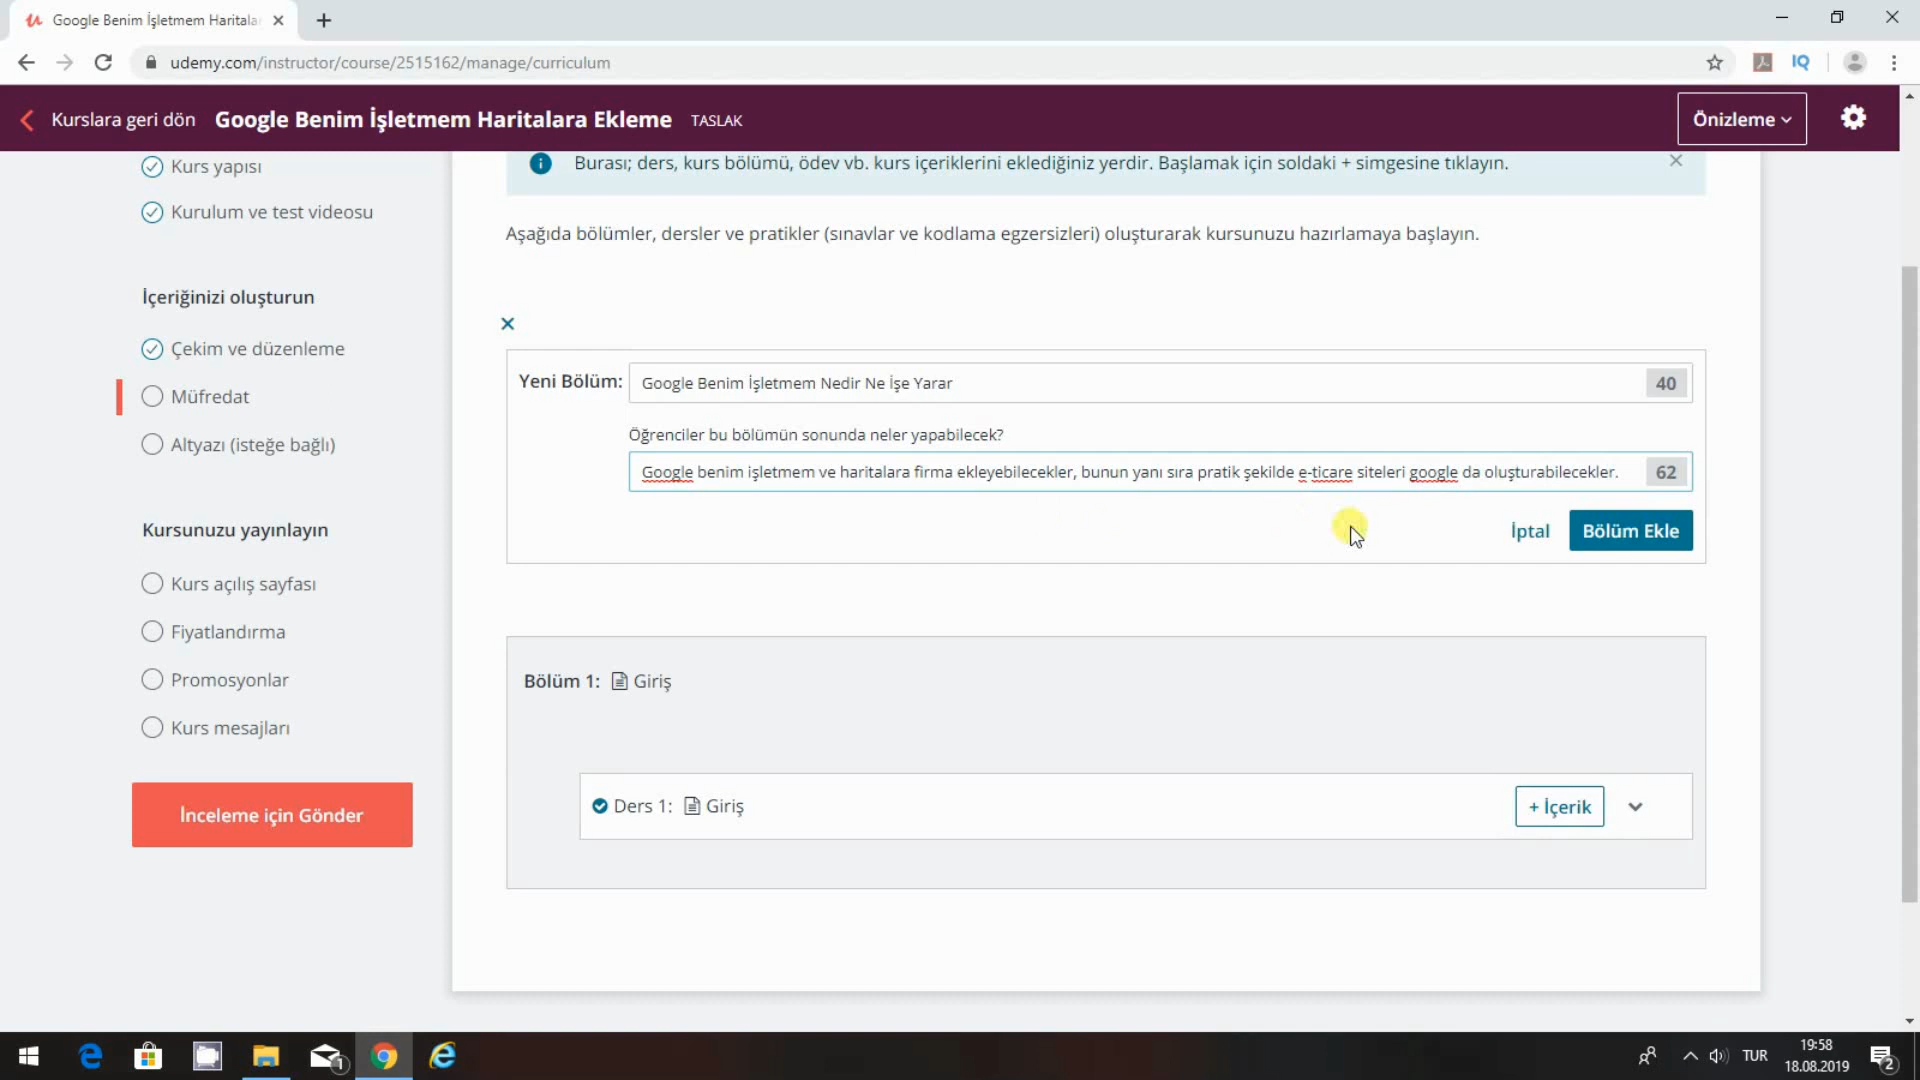 Google Benim İşletmem Haritalar
udemy.com/instructor/course/2515162/manage/curriculum
IQ
Kurslara geri dön
Google Benim İşletmem Haritalara Ekleme
TASLAK
Önizleme
Kurs yapısı
Kurulum ve test videosu
İçeriğinizi oluşturun
Çekim ve düzenleme
Müfredat
Altyazı (isteğe bağlı)
Kursunuzu yayınlayın
Kurs açılış sayfası
Fiyatlandırma
Promosyonlar
Kurs mesajları
İnceleme için Gönder
Burası; ders, kurs bölümü, ödev vb. kurs içeriklerini eklediğiniz yerdir. Başlamak için soldaki + simgesine tıklayın.
Aşağıda bölümler, dersler ve pratikler (sınavlar ve kodlama egzersizleri) oluşturarak kursunuzu hazırlamaya başlayın.
Yeni Bölüm:
Google Benim İşletmem Nedir Ne İşe Yarar
40
Öğrenciler bu bölümün sonunda neler yapabilecek?
Google benim işletmem ve haritalara firma ekleyebilecekler, bunun yanı sıra pratik şekilde e-ticare siteleri google da oluşturabilecekler.
62
İptal
Bölüm Ekle
Bölüm 1: Giriş
Ders 1: Giriş
+ İçerik
1
TUR
19:58
18.08.2019
2